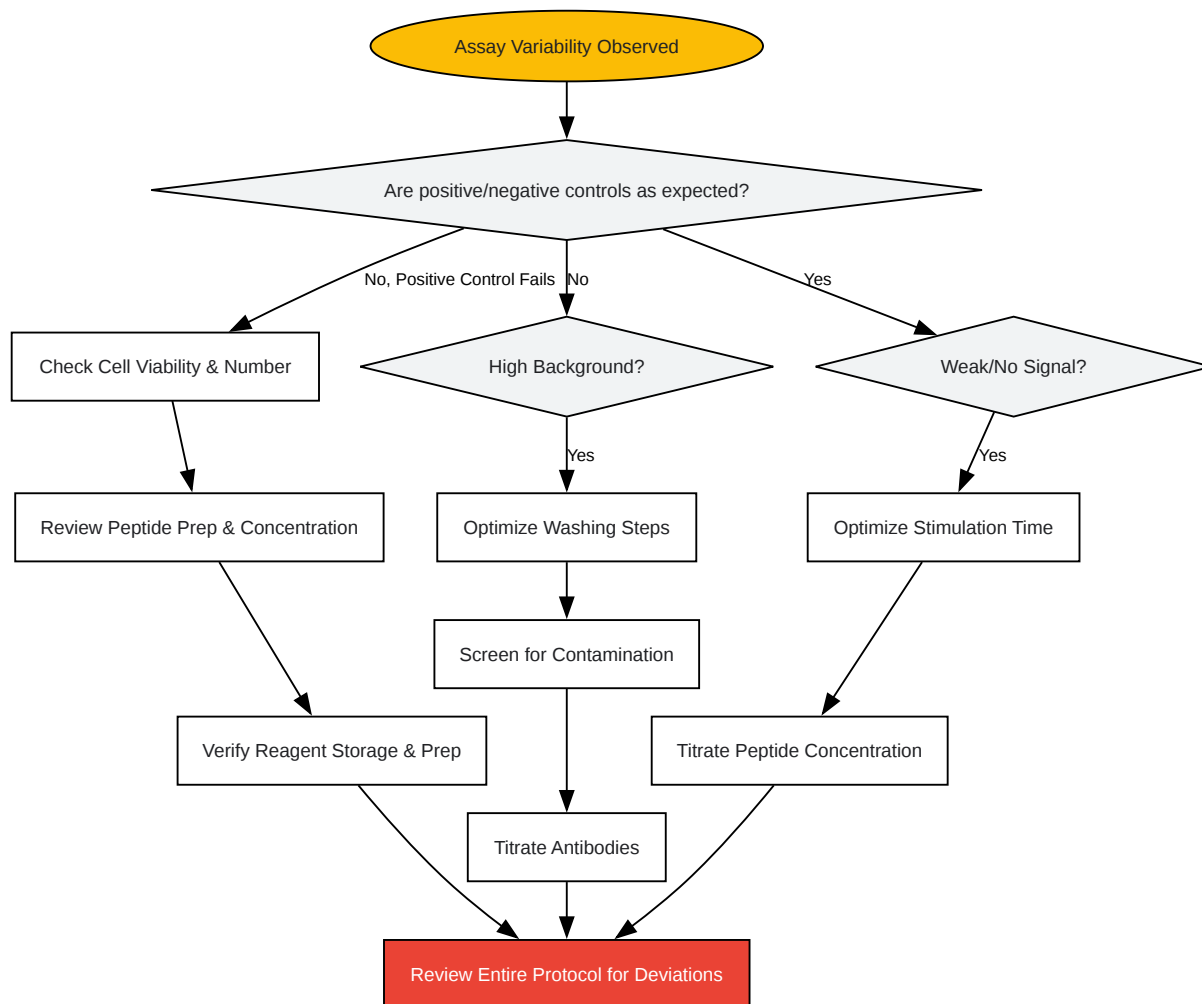 Assay Variability Observed
Are positive/negative controls as expected?
No, Positive Control Fails
No
Yes
Check Cell Viability & Number
High Background?
Weak/No Signal?
Yes
Yes
Review Peptide Prep & Concentration
Optimize Washing Steps
Optimize Stimulation Time
Screen for Contamination
Verify Reagent Storage & Prep
Titrate Peptide Concentration
Titrate Antibodies
Review Entire Protocol for Deviations